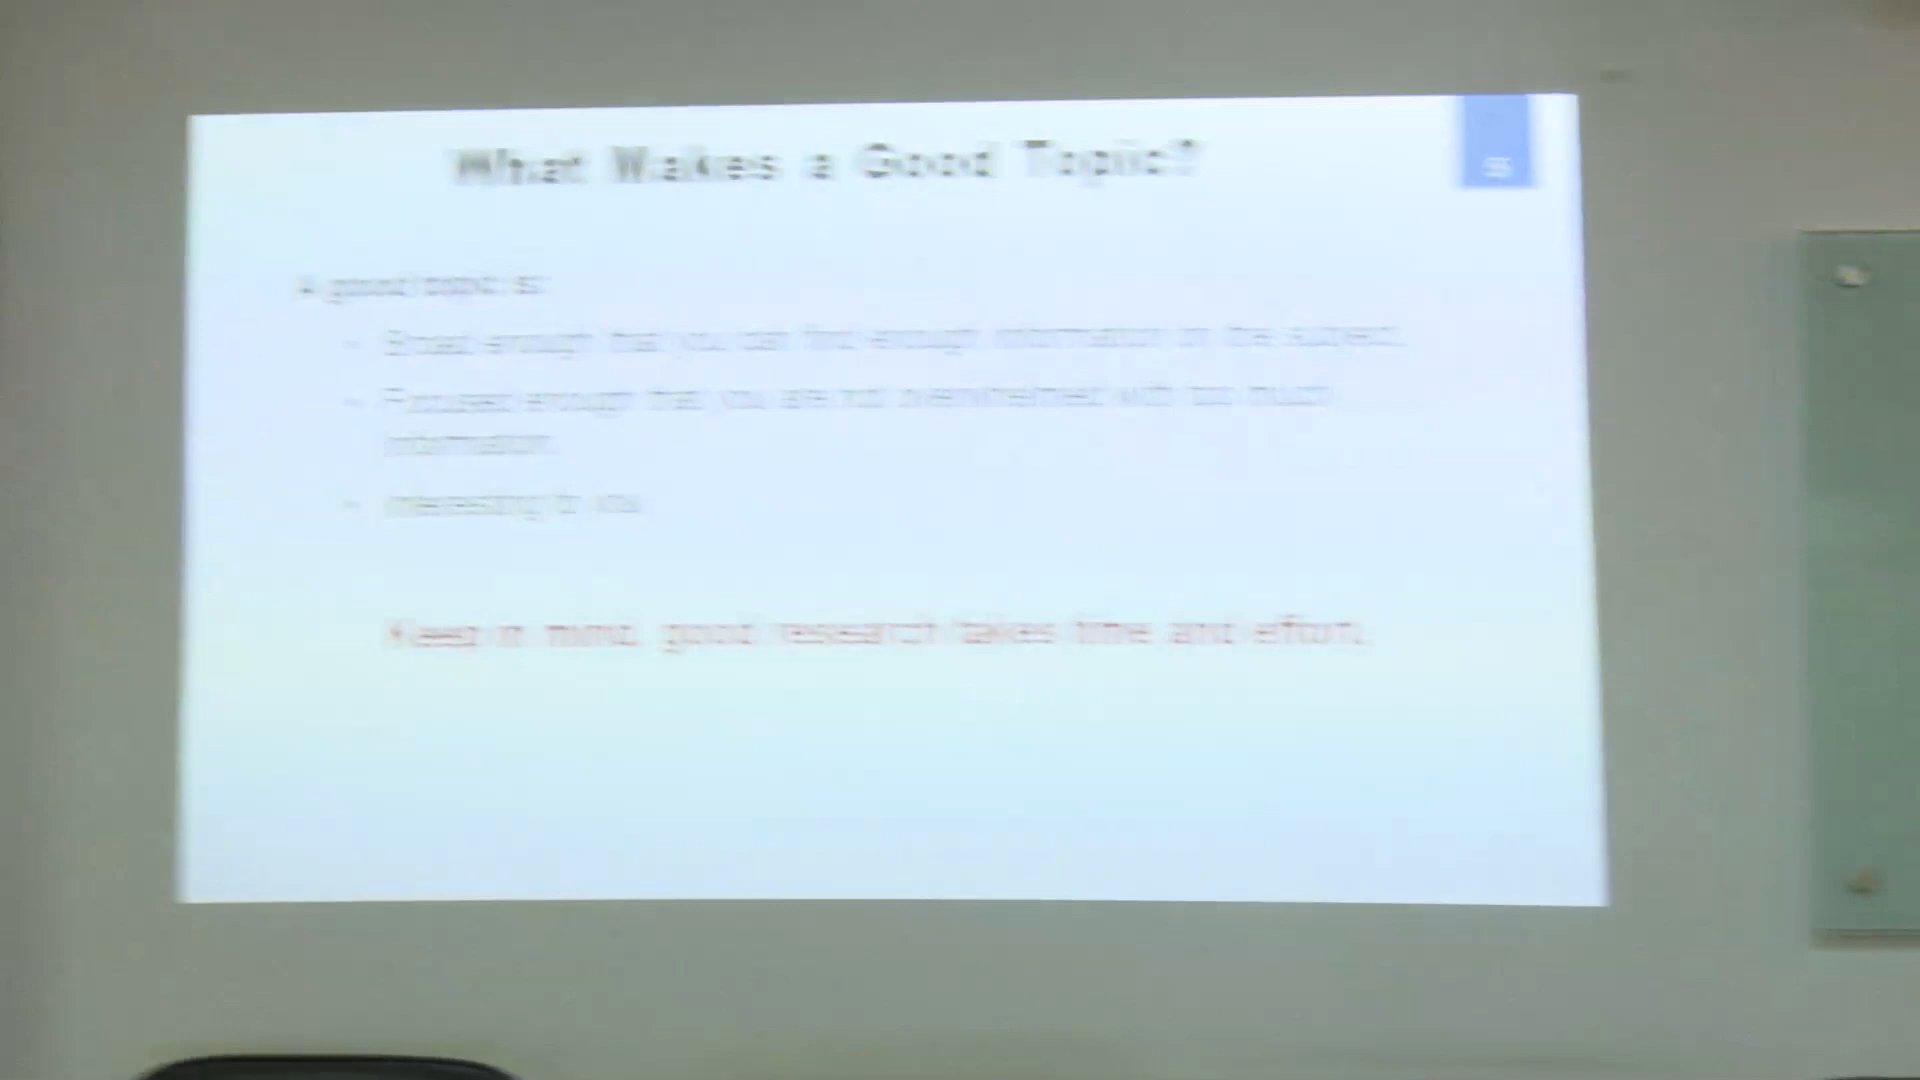 What Makes a Good Topic?
A good topic is:
- Broad enough that you can find enough information on the subject.
- Focused enough that you are not overwhelmed with too much
information.
- Interesting to you.
Keep in mind, good research takes time and effort.